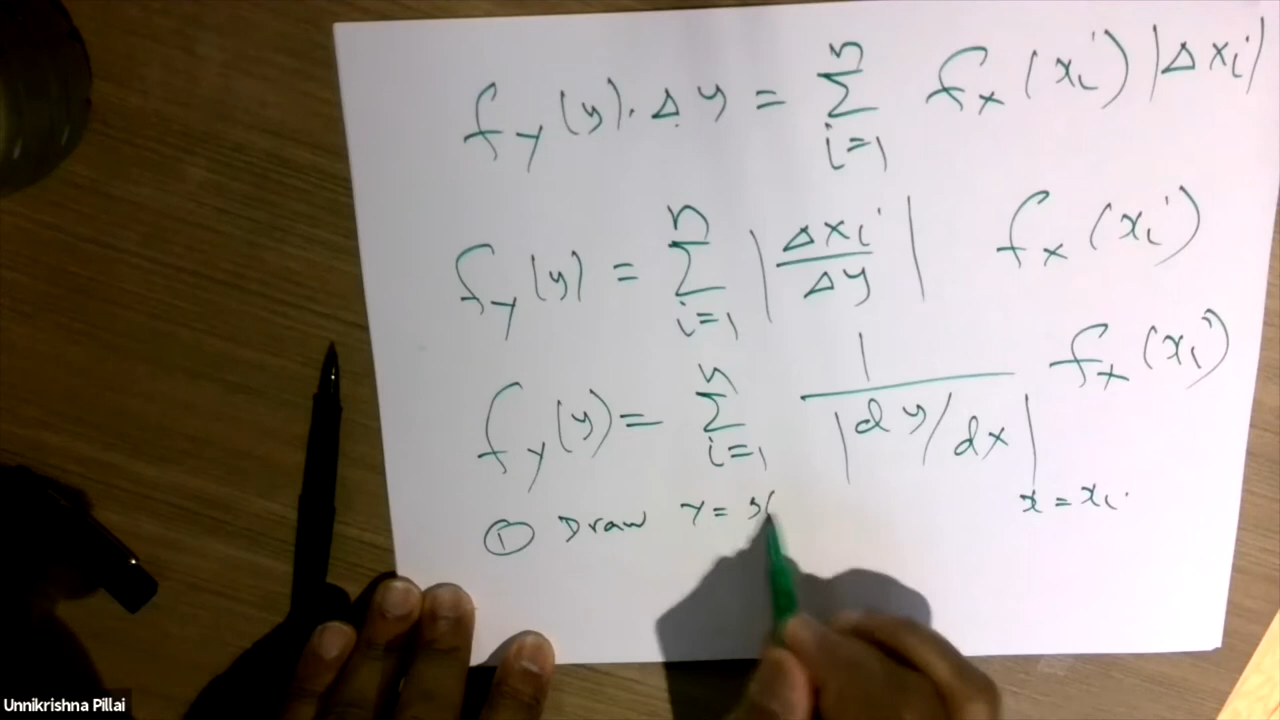 f_Y(y). Δy = Σ_{i=1}^{n} f_X(x_i) |Δx_i|
f_Y(y) = Σ_{i=1}^{n} |Δx_i/Δy| f_X(x_i)
f_Y(y) = Σ_{i=1}^{n} 1/|dy/dx|_{x=x_i} f_X(x_i)
① Draw Y = g(
Unnikrishna Pillai